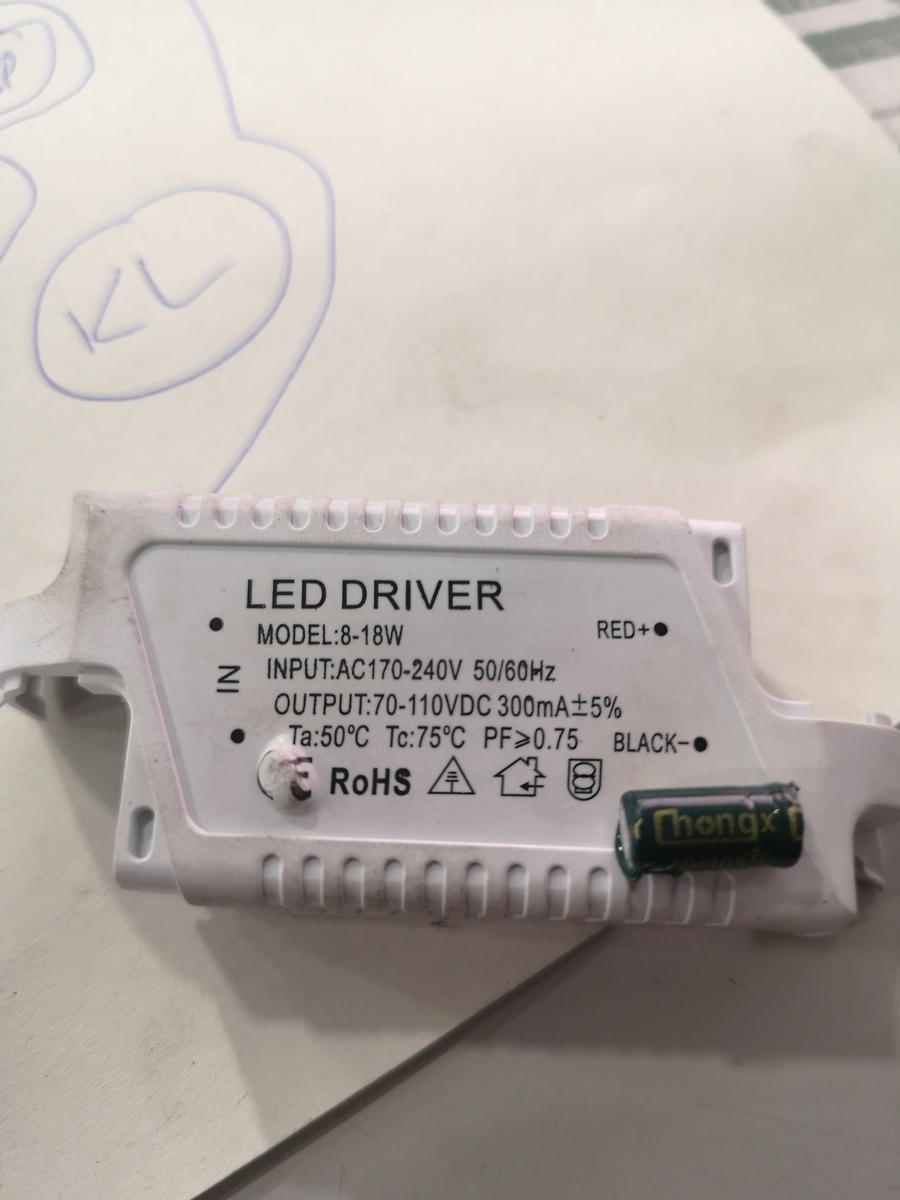 KL
LED DRIVER
MODEL:8-18W
RED+
IN
INPUT:AC170-240V 50/60Hz
OUTPUT:70-110VDC 300mA±5%
Ta:50°C Tc:75°C PF≥0.75
BLACK-
CE RoHS
Chongx